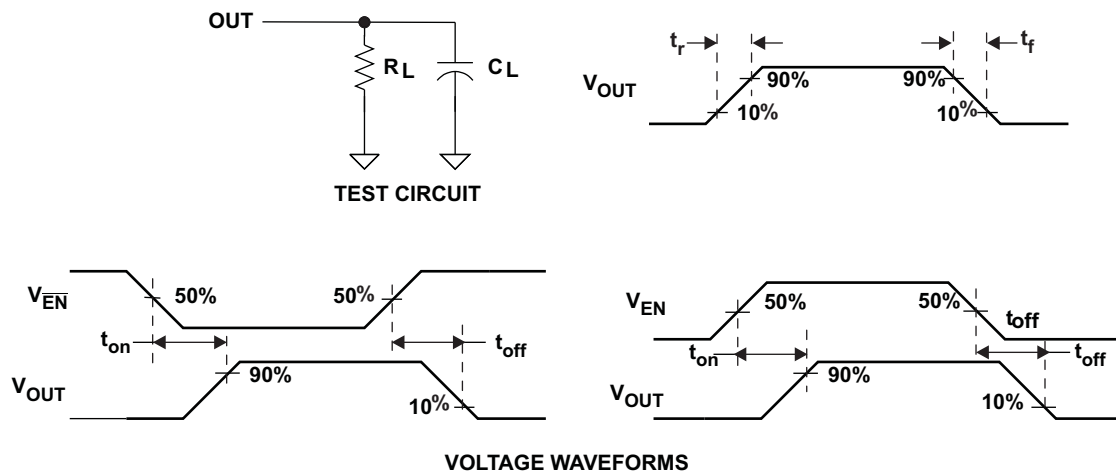 OUT
RL
CL
TEST CIRCUIT
tr
tf
VOUT
90%
90%
10%
10%
VEN̅
50%
50%
ton
toff
VOUT
90%
10%
VEN
50%
50%
toff
ton
toff
VOUT
90%
10%
VOLTAGE WAVEFORMS